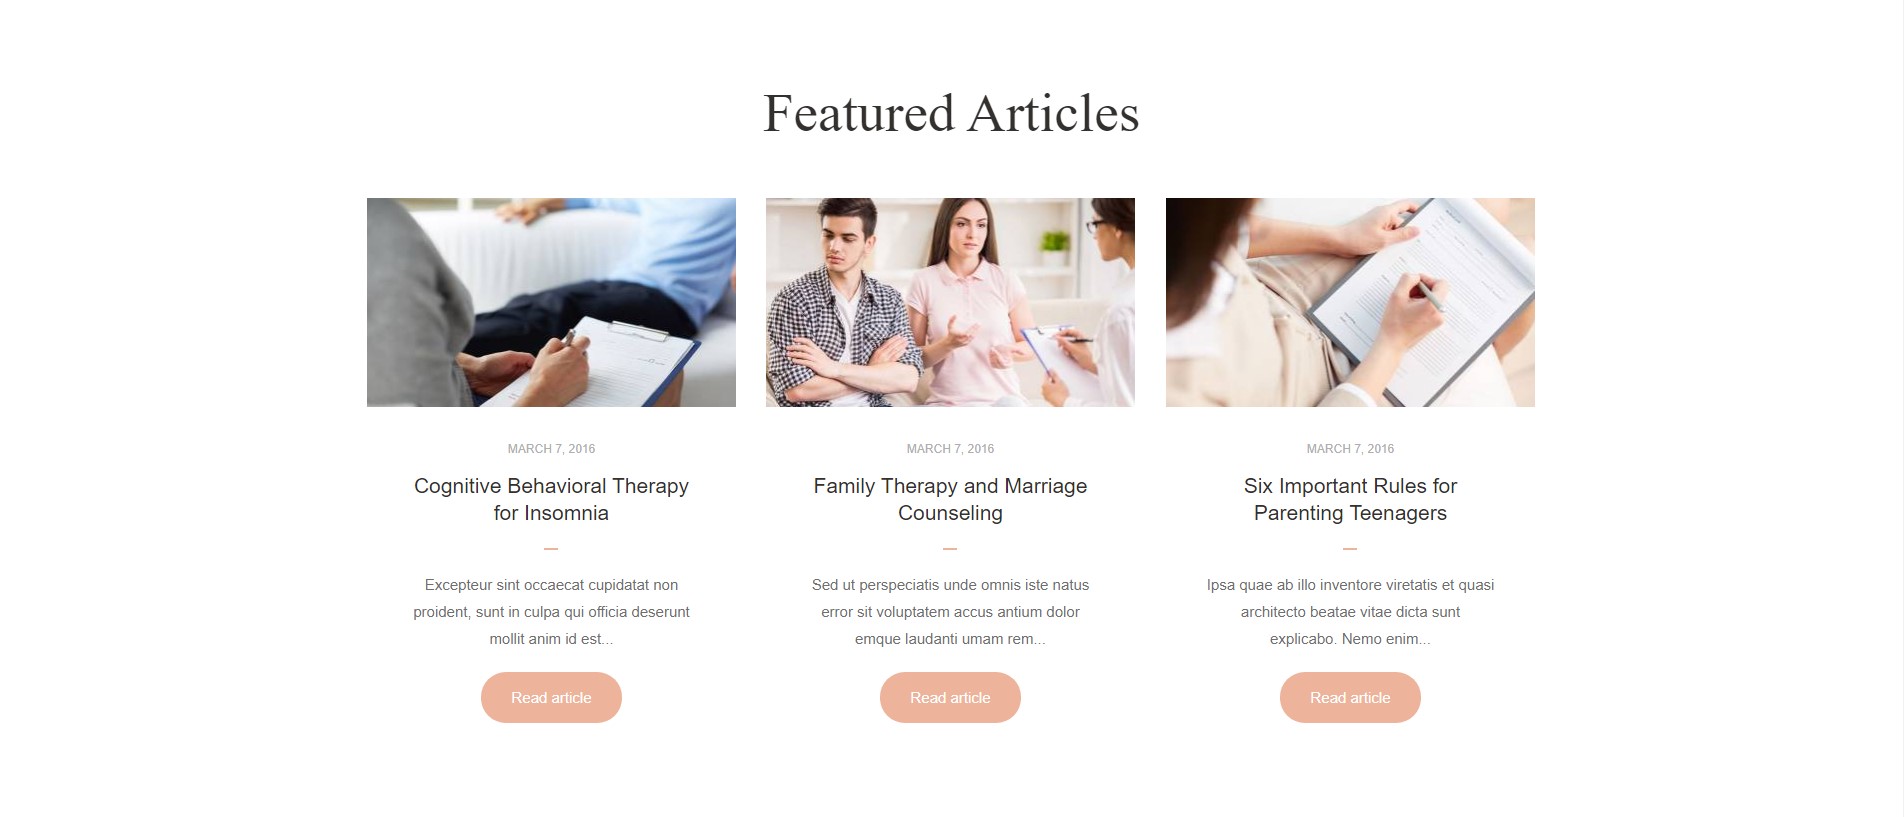 Featured Articles
MARCH 7, 2016
Cognitive Behavioral Therapy
for Insomnia
Excepteur sint occaecat cupidatat non
proident, sunt in culpa qui officia deserunt
mollit anim id est...
Read article
MARCH 7, 2016
Family Therapy and Marriage
Counseling
Sed ut perspeciatis unde omnis iste natus
error sit voluptatem accus antium dolor
emque laudanti umam rem...
Read article
MARCH 7, 2016
Six Important Rules for
Parenting Teenagers
Ipsa quae ab illo inventore viretatis et quasi
architecto beatae vitae dicta sunt
explicabo. Nemo enim...
Read article